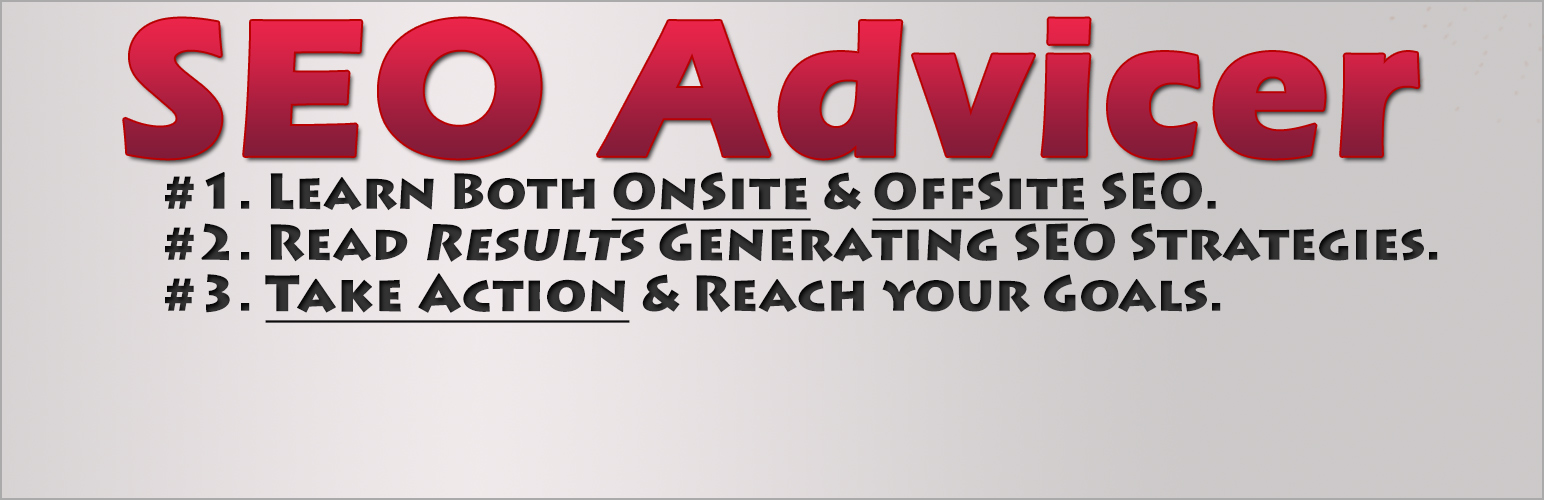 SEO Advicer
#1. Learn Both OnSite & OffSite SEO.
#2. Read Results Generating SEO Strategies.
#3. Take Action & Reach your Goals.